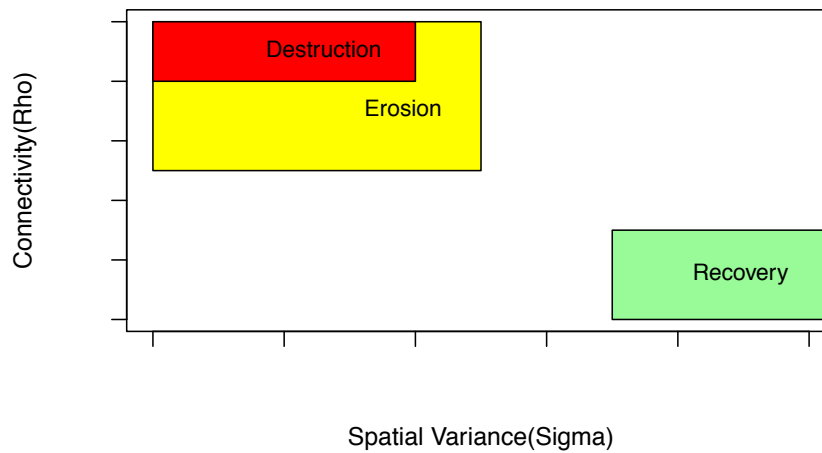 Destruction
Erosion
Recovery
Connectivity(Rho)
Spatial Variance(Sigma)